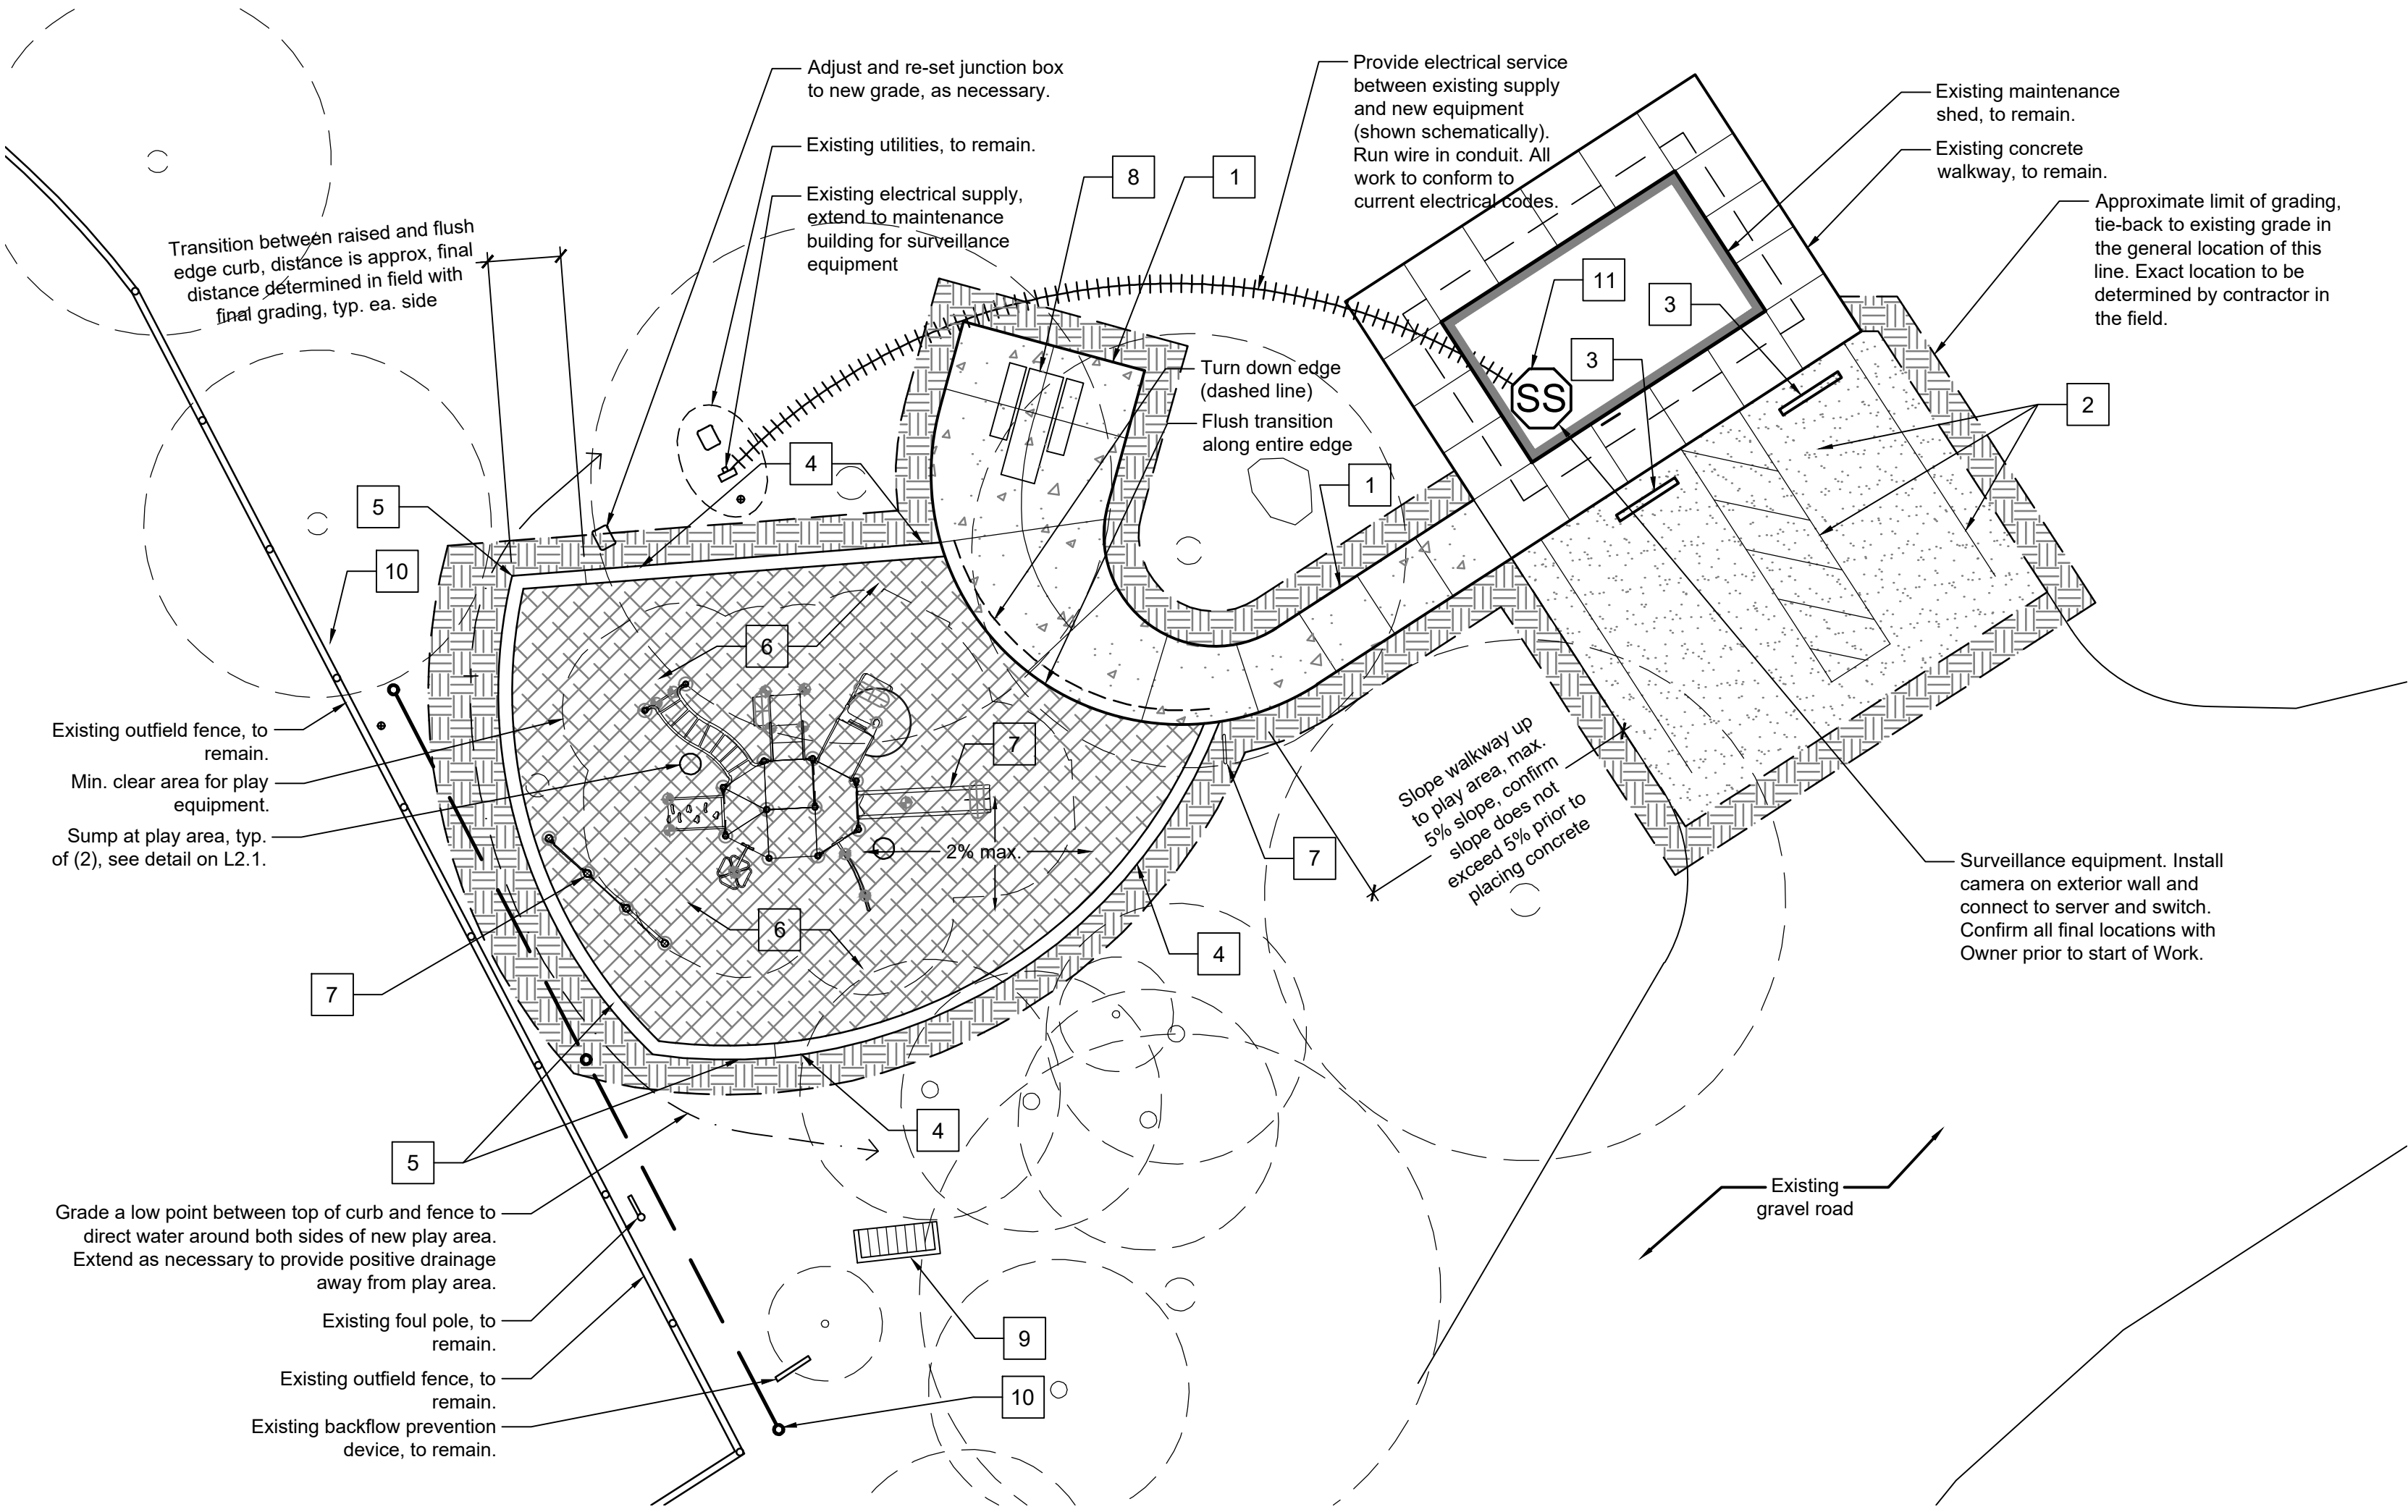 Adjust and re-set junction box
to new grade, as necessary.
Existing utilities, to remain.
Existing electrical supply,
extend to maintenance
building for surveillance
equipment
Transition between raised and flush
edge curb, distance is approx, final
distance determined in field with
final grading, typ. ea. side
Provide electrical service
between existing supply
and new equipment
(shown schematically).
Run wire in conduit. All
work to conform to
current electrical codes.
Existing maintenance
shed, to remain.
Existing concrete
walkway, to remain.
Approximate limit of grading,
tie-back to existing grade in
the general location of this
line. Exact location to be
determined by contractor in
the field.
8
1
11
3
3
SS
2
Turn down edge
(dashed line)
Flush transition
along entire edge
4
1
5
10
6
7
Existing outfield fence, to
remain.
Min. clear area for play
equipment.
Sump at play area, typ.
of (2), see detail on L2.1.
2% max.
7
6
4
7
Slope walkway up
to play area, max.
5% slope, confirm
slope does not
exceed 5% prior to
placing concrete
Surveillance equipment. Install
camera on exterior wall and
connect to server and switch.
Confirm all final locations with
Owner prior to start of Work.
4
5
Grade a low point between top of curb and fence to
direct water around both sides of new play area.
Extend as necessary to provide positive drainage
away from play area.
Existing foul pole, to
remain.
Existing outfield fence, to
remain.
Existing backflow prevention
device, to remain.
9
10
Existing
gravel road